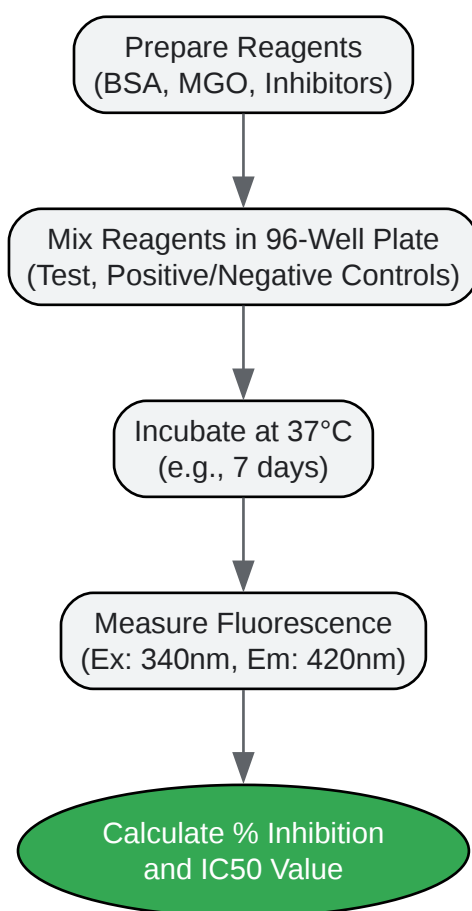 Prepare Reagents
(BSA, MGO, Inhibitors)
Mix Reagents in 96-Well Plate
(Test, Positive/Negative Controls)
Incubate at 37°C
(e.g., 7 days)
Measure Fluorescence
(Ex: 340nm, Em: 420nm)
Calculate % Inhibition
and IC50 Value